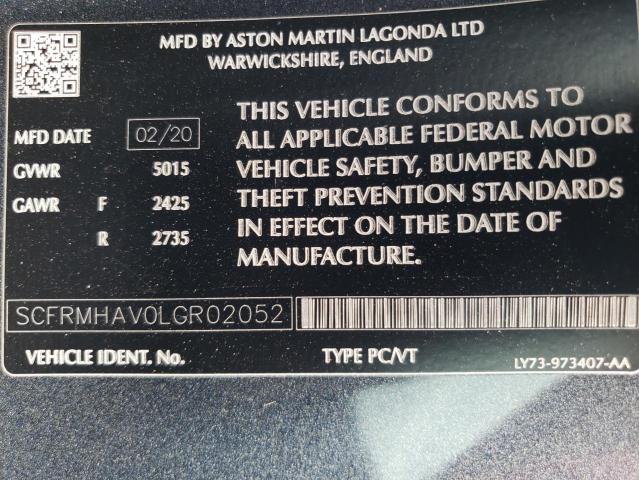 MFD BY ASTON MARTIN LAGONDA LTD
WARWICKSHIRE, ENGLAND
MFD DATE 02/20
GVWR 5015
GAWR F 2425
R 2735
THIS VEHICLE CONFORMS TO
ALL APPLICABLE FEDERAL MOTOR
VEHICLE SAFETY, BUMPER AND
THEFT PREVENTION STANDARDS
IN EFFECT ON THE DATE OF
MANUFACTURE.
SCFRMHAV0LGR02052
VEHICLE IDENT. No. TYPE PC/VT LY73-973407-AA